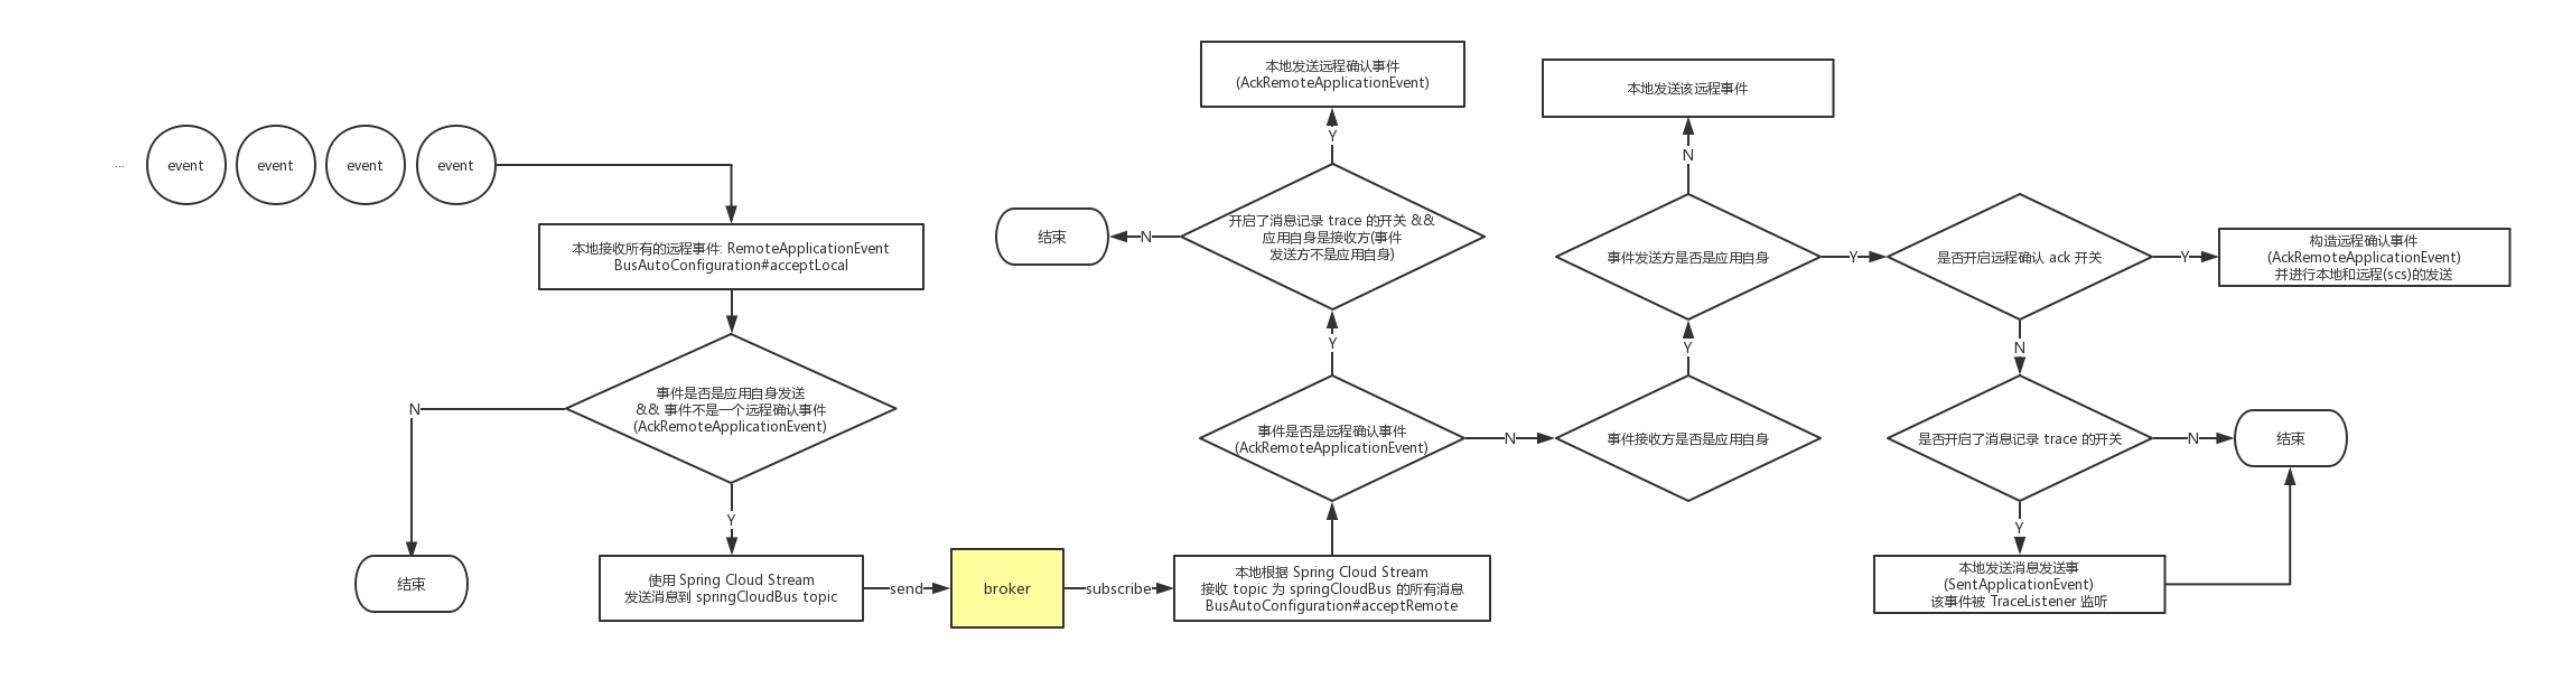 ...
event
event
event
event
本地接收所有的远程事件: RemoteApplicationEvent
BusAutoConfiguration#acceptLocal
事件是否是应用自身发送
&& 事件不是一个远程确认事件
(AckRemoteApplicationEvent)
N
结束
Y
使用 Spring Cloud Stream
发送消息到 springCloudBus topic
send
broker
subscribe
本地根据 Spring Cloud Stream
接收 topic 为 springCloudBus 的所有消息
BusAutoConfiguration#acceptRemote
事件是否是远程确认事件
(AckRemoteApplicationEvent)
Y
开启了消息记录 trace 的开关 &&
应用自身是接收方(事件
发送方不是应用自身)
N
结束
Y
本地发送远程确认事件
(AckRemoteApplicationEvent)
N
事件接收方是否是应用自身
Y
事件发送方是否是应用自身
N
本地发送该远程事件
Y
是否开启远程确认 ack 开关
Y
构造远程确认事件
(AckRemoteApplicationEvent)
并进行本地和远程(scs)的发送
N
是否开启了消息记录 trace 的开关
N
结束
Y
本地发送消息发送事
(SentApplicationEvent)
该事件被 TraceListener 监听